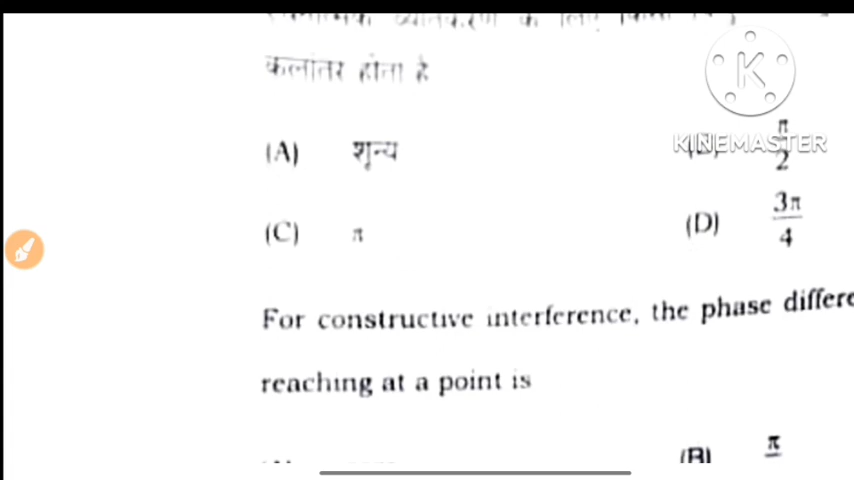 के लिए
कलांतर होता है
K
KINEMASTER
(A) शून्य π/2
(C) π (D) 3π/4
For constructive interference, the phase differe
reaching at a point is
(B) π